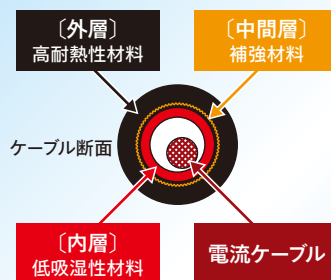 〔外層〕
高耐熱性材料
〔中間層〕
補強材料
ケーブル断面
〔内層〕
低吸湿性材料
電流ケーブル